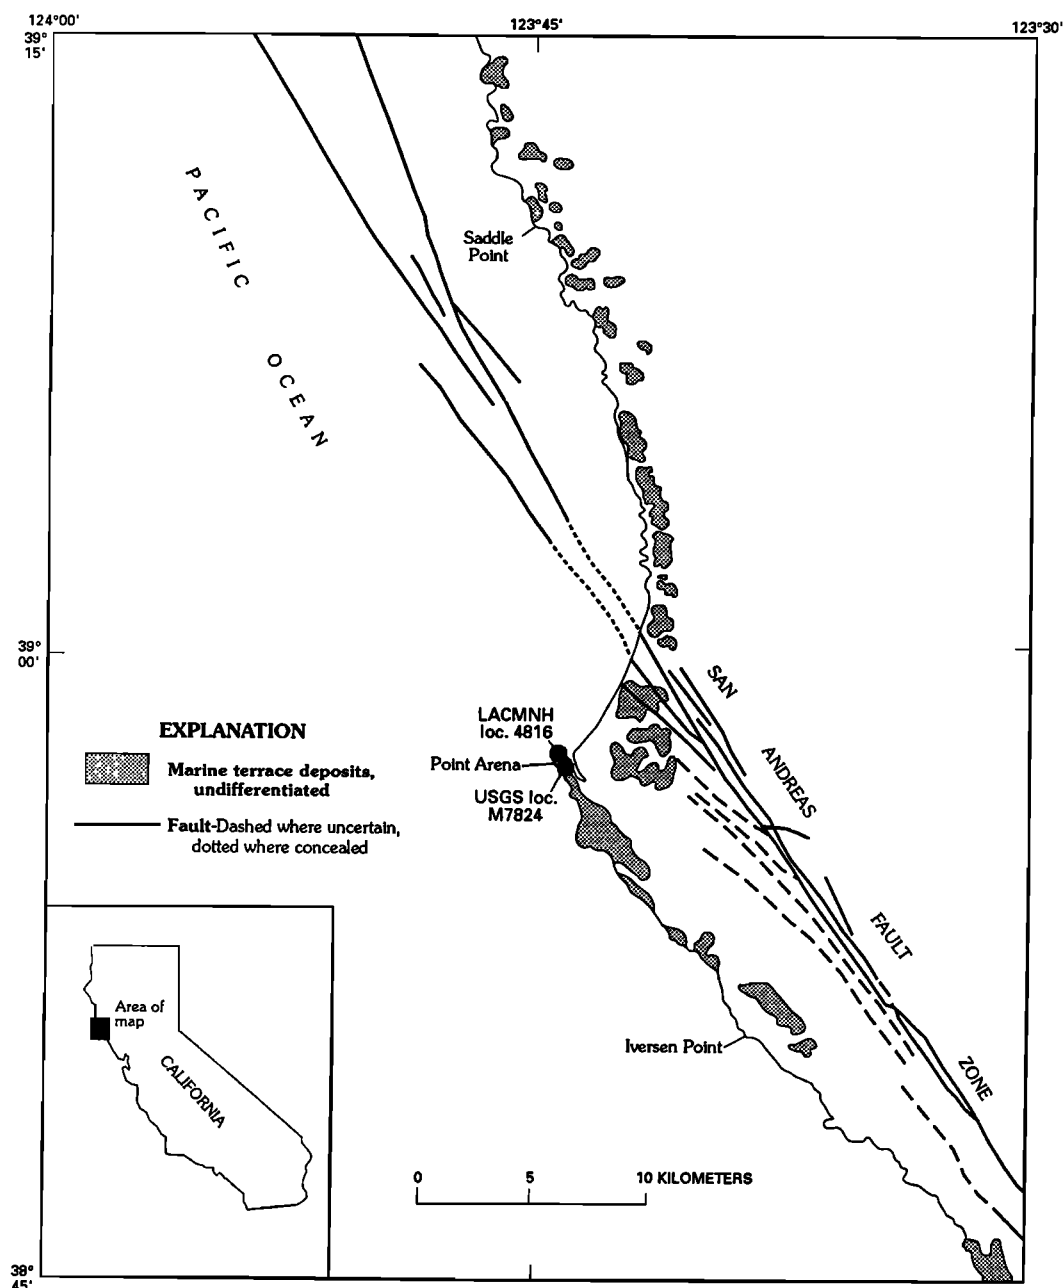 124°00'
123°45'
123°30'
39°
15'
PACIFIC
OCEAN
Saddle
Point
39°
00'
SAN
ANDREAS
FAULT
ZONE
LACMNH
loc. 4816
Point Arena
USGS loc.
M7824
EXPLANATION
Marine terrace deposits,
undifferentiated
Fault-Dashed where uncertain,
dotted where concealed
Area of
map
CALIFORNIA
Iversen Point
0 5 10 KILOMETERS
38°
45'